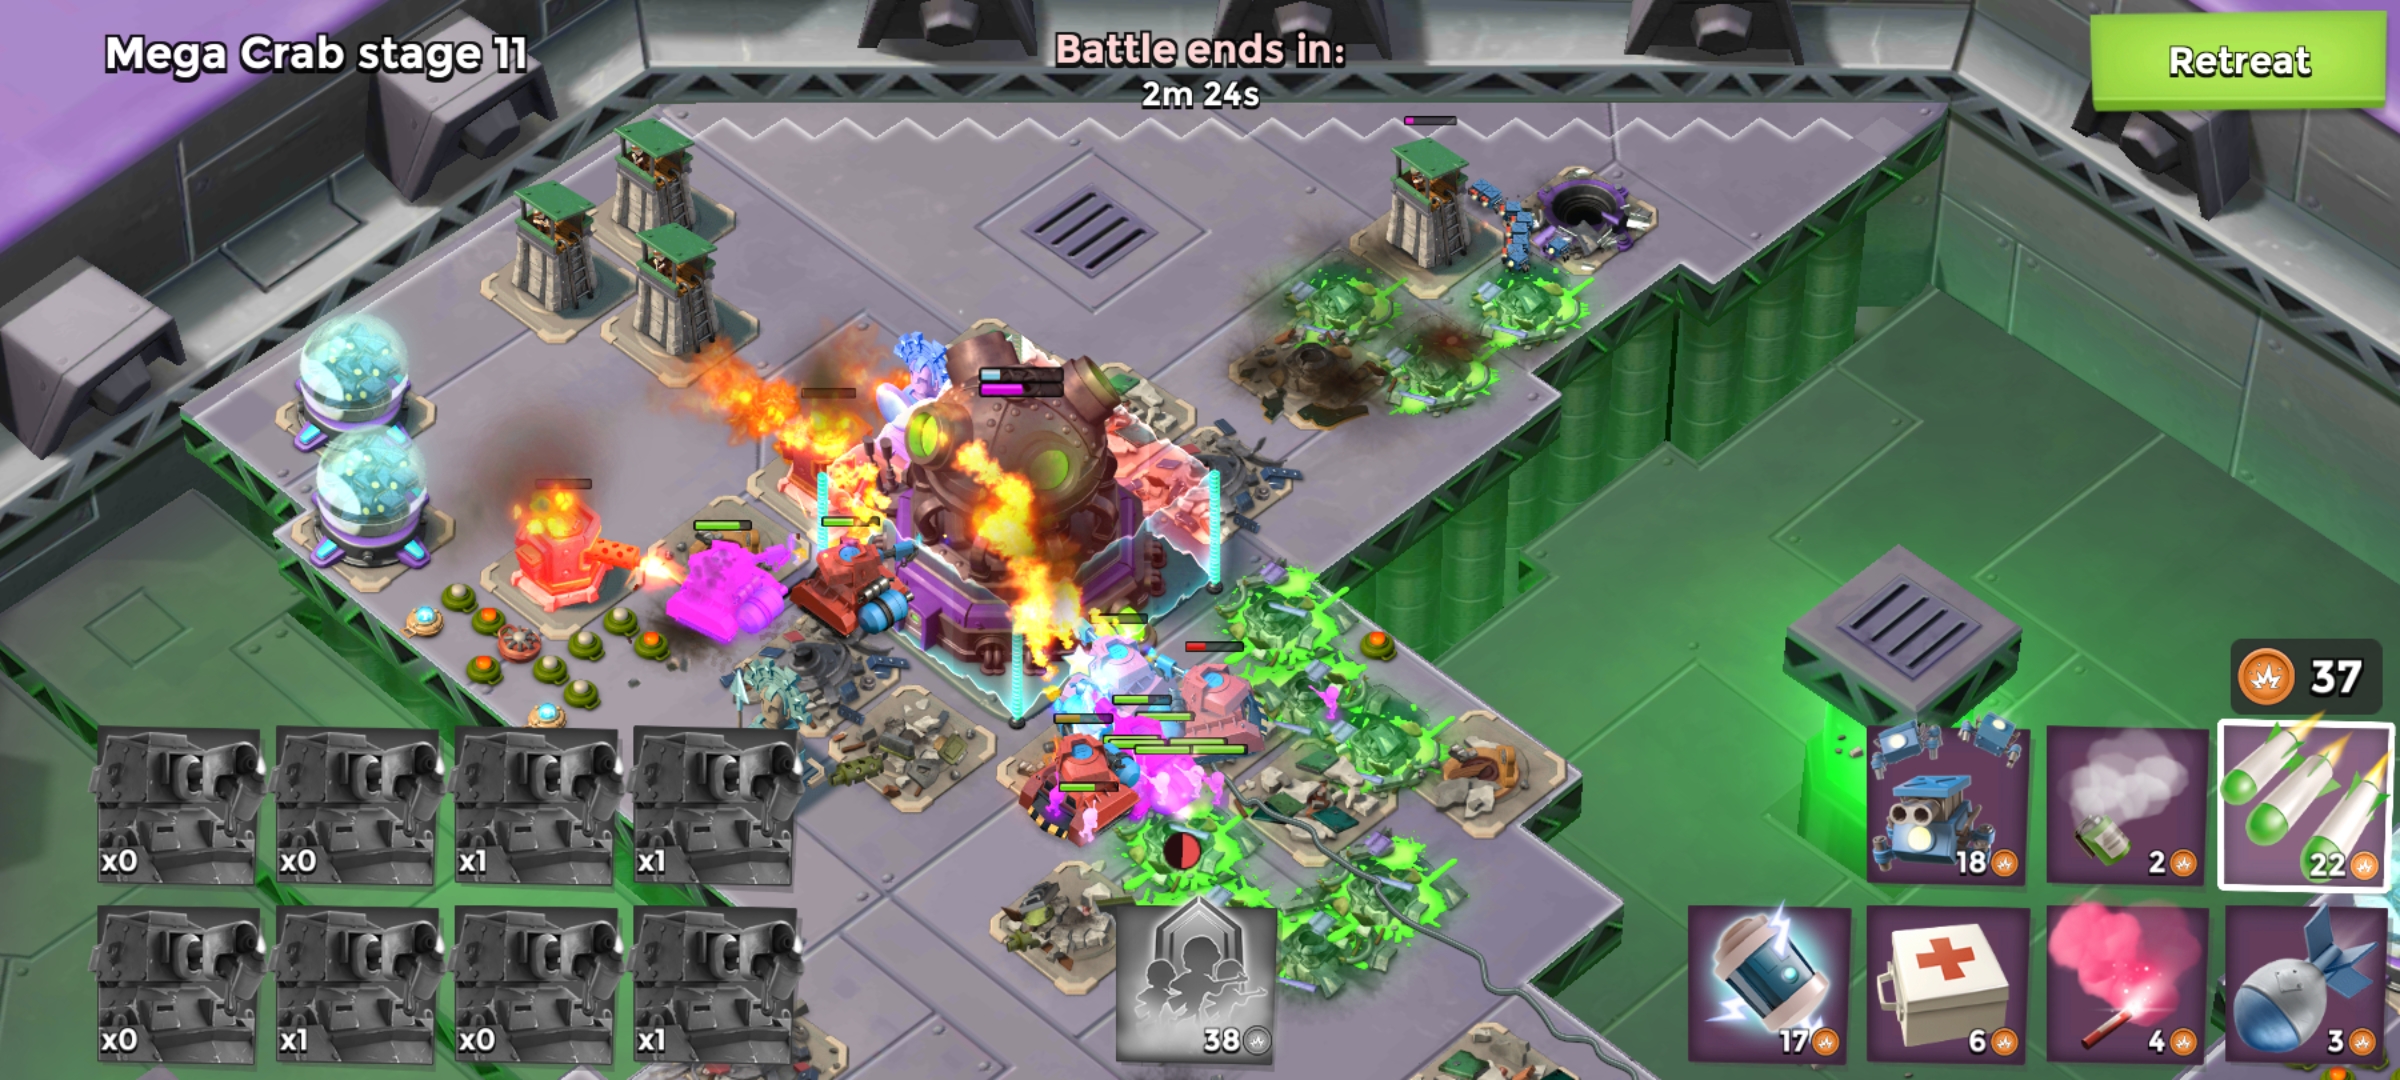 Mega Crab stage 11
Battle ends in:
2m 24s
Retreat
37
18
2
22
x0
x0
x1
x1
x0
x1
x0
x1
38
17
6
4
3